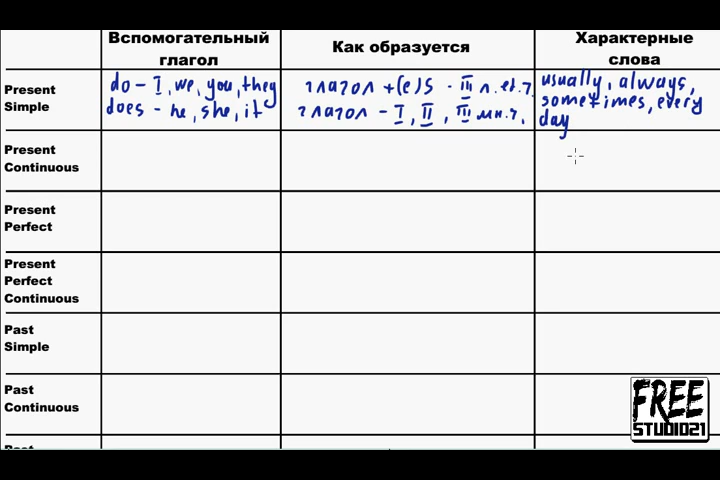 Вспомогательный
глагол
Как образуется
Характерные
слова
Present
Simple
do – I, we, you, they
does – he, she, it
глагол +(e)s - III л. ед.ч.
глагол – I, II, III мн.ч.
usually, always,
sometimes, every
day
Present
Continuous
Present
Perfect
Present
Perfect
Continuous
Past
Simple
Past
Continuous
Past
FREE
STUDIO21